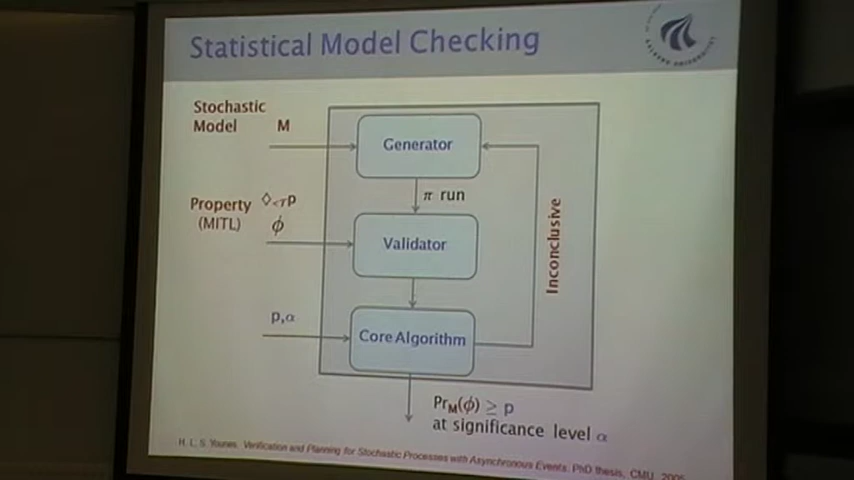 Statistical Model Checking
Stochastic
Model M
Generator
π run
Property ◊<τp
(MITL) ϕ
Validator
Inconclusive
p,α
Core Algorithm
Pr_M(ϕ) ≥ p
at significance level α
H. L. S. Younes. Verification and Planning for Stochastic Processes with Asynchronous Events. PhD thesis, CMU,